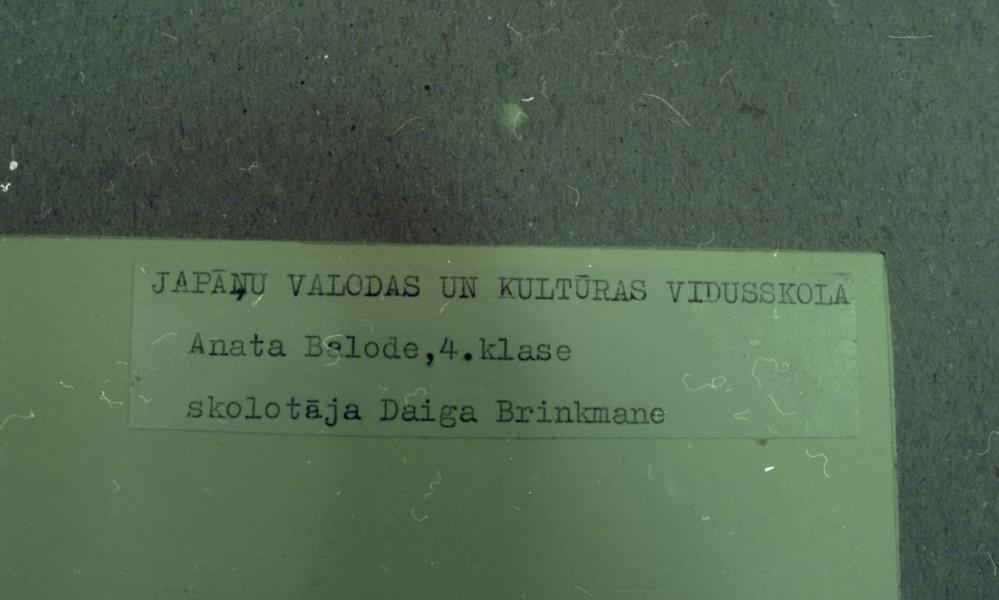 JAPĀŅU VALODAS UN KULTŪRAS VIDUSSKOLA
Anata Balode,4.klase
skolotāja Daiga Brinkmane